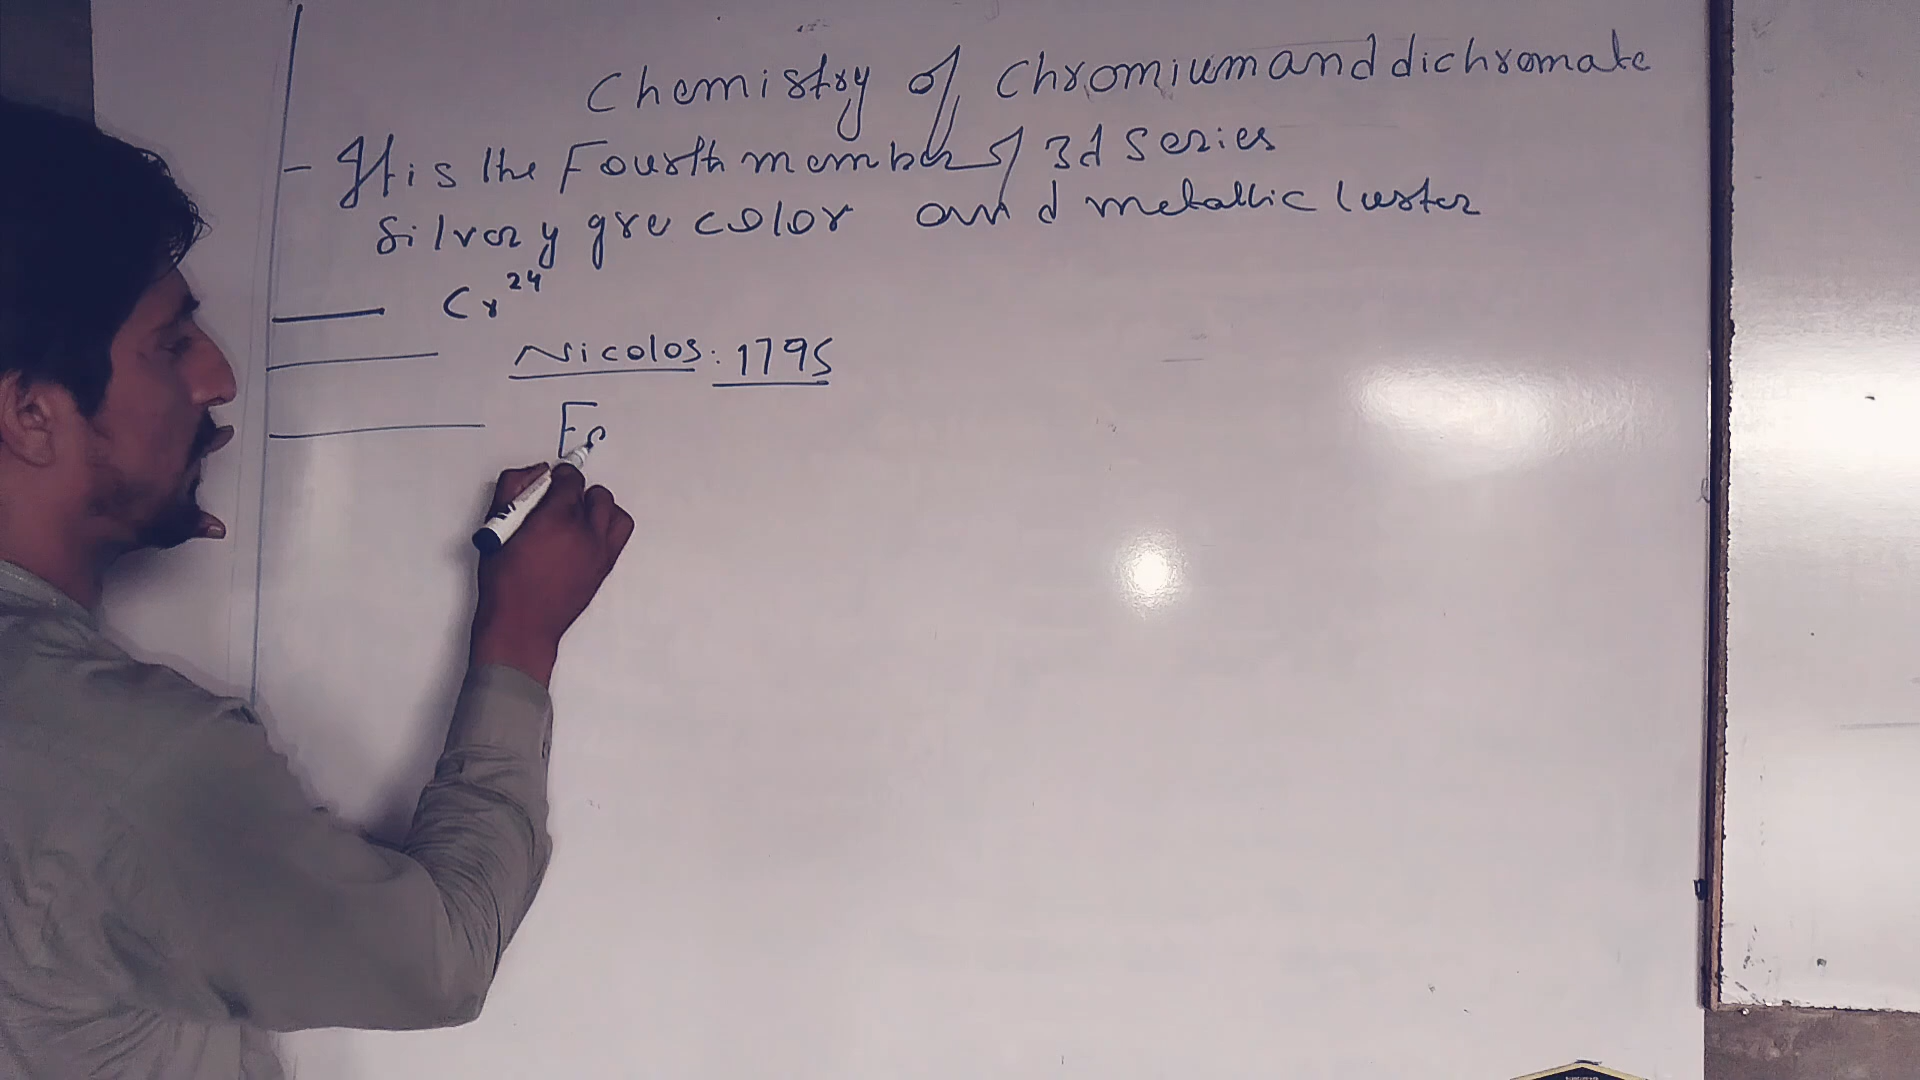 Chemistry of Chromium and dichromate
- It is the Fourth member of 3d series
Silvery gre color and metallic luster
Cr 24
Nicolos: 1795
Fe